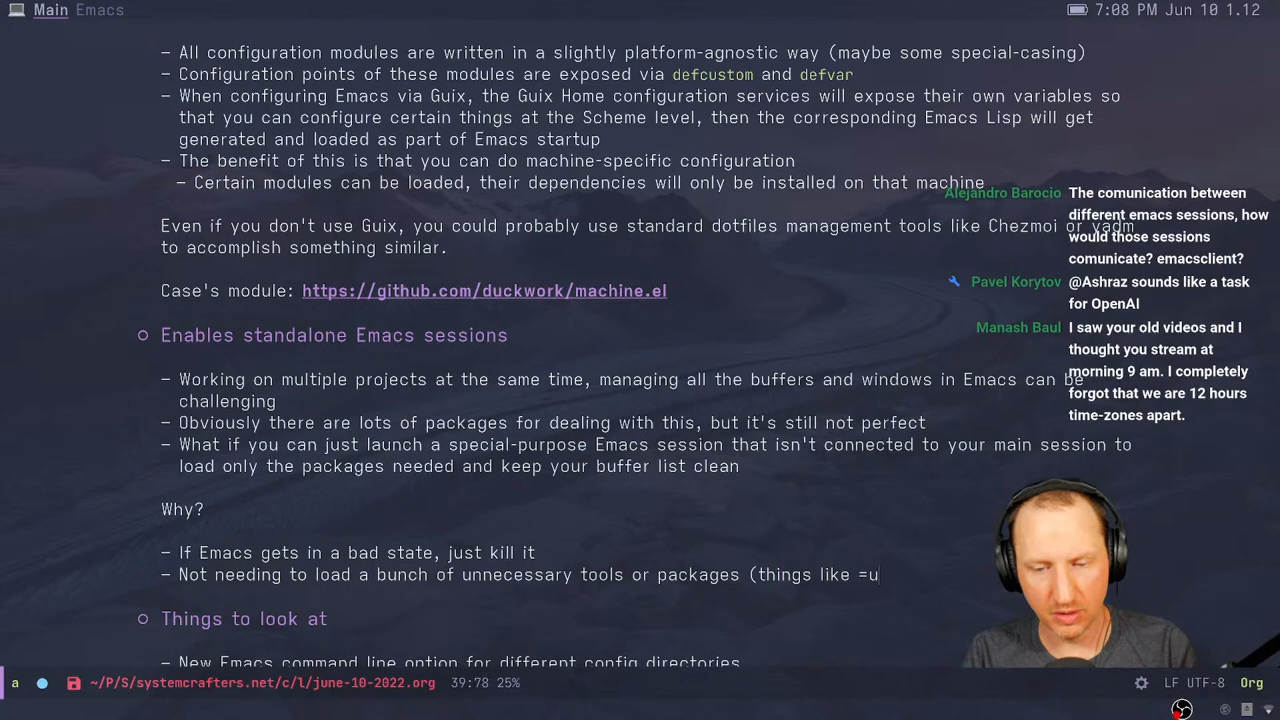 Main Emacs
7:08 PM Jun 10 1.12
- All configuration modules are written in a slightly platform-agnostic way (maybe some special-casing)
- Configuration points of these modules are exposed via defcustom and defvar
- When configuring Emacs via Guix, the Guix Home configuration services will expose their own variables so
that you can configure certain things at the Scheme level, then the corresponding Emacs Lisp will get
generated and loaded as part of Emacs startup
- The benefit of this is that you can do machine-specific configuration
- Certain modules can be loaded, their dependencies will only be installed on that machine
Even if you don't use Guix, you could probably use standard dotfiles management tools like Chezmoi or yadm
to accomplish something similar.
Case's module: https://github.com/duckwork/machine.el
Enables standalone Emacs sessions
- Working on multiple projects at the same time, managing all the buffers and windows in Emacs can be
challenging
- Obviously there are lots of packages for dealing with this, but it's still not perfect
- What if you can just launch a special-purpose Emacs session that isn't connected to your main session to
load only the packages needed and keep your buffer list clean
Why?
- If Emacs gets in a bad state, just kill it
- Not needing to load a bunch of unnecessary tools or packages (things like =u
Things to look at
- New Emacs command line option for different config directories
Alejandro Barocio The comunication between
different emacs sessions, how
would those sessions
comunicate? emacsclient?
Pavel Korytov @Ashraz sounds like a task
for OpenAI
Manash Baul I saw your old videos and I
thought you stream at
morning 9 am. I completely
forgot that we are 12 hours
time-zones apart.
a ~/P/S/systemcrafters.net/c/l/june-10-2022.org 39:78 25%
LF UTF-8 Org